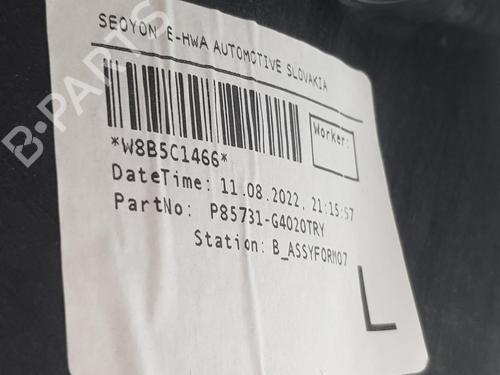 SEOYON E-HWA AUTOMOTIVE SLOVAKIA
Worker:
*W8B5C1466*
DateTime: 11.08.2022, 21:15:57
PartNo: P85731-G4020TRY
Station: B_ASSYFORM07
L
B-PARTS